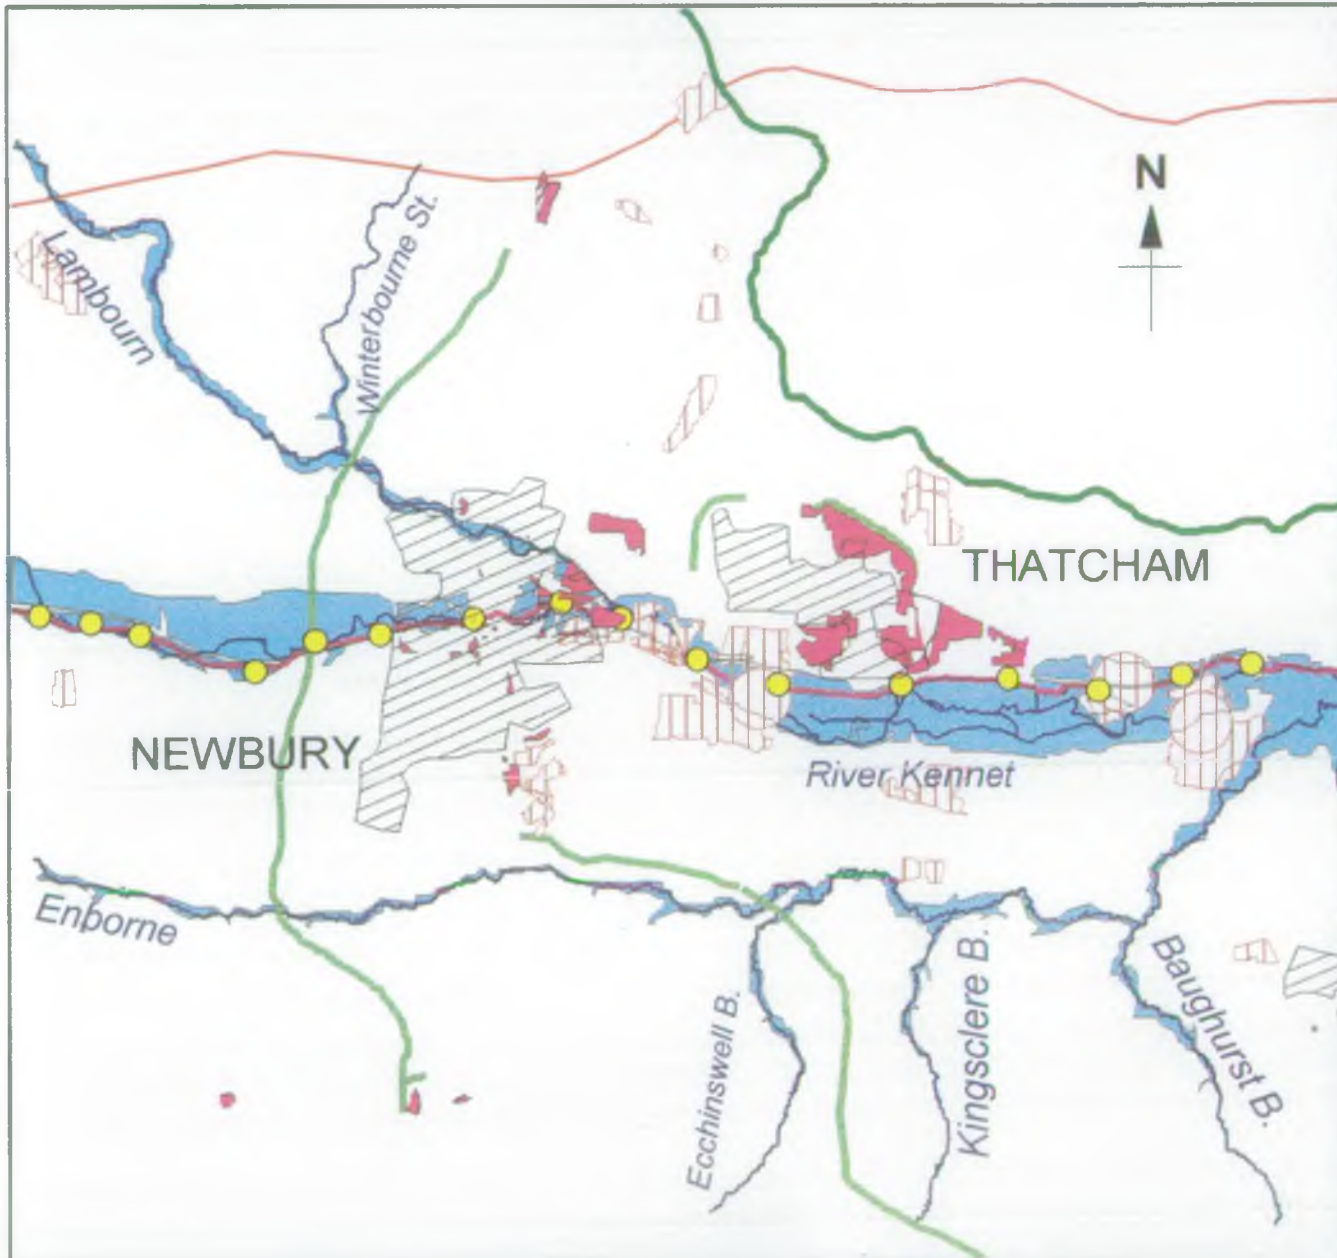 N
Winterbourne St.
Lambourn
THATCHAM
NEWBURY
River Kennet
Enborne
Ecchinswell B.
Kingsclere B.
Baughurst B.